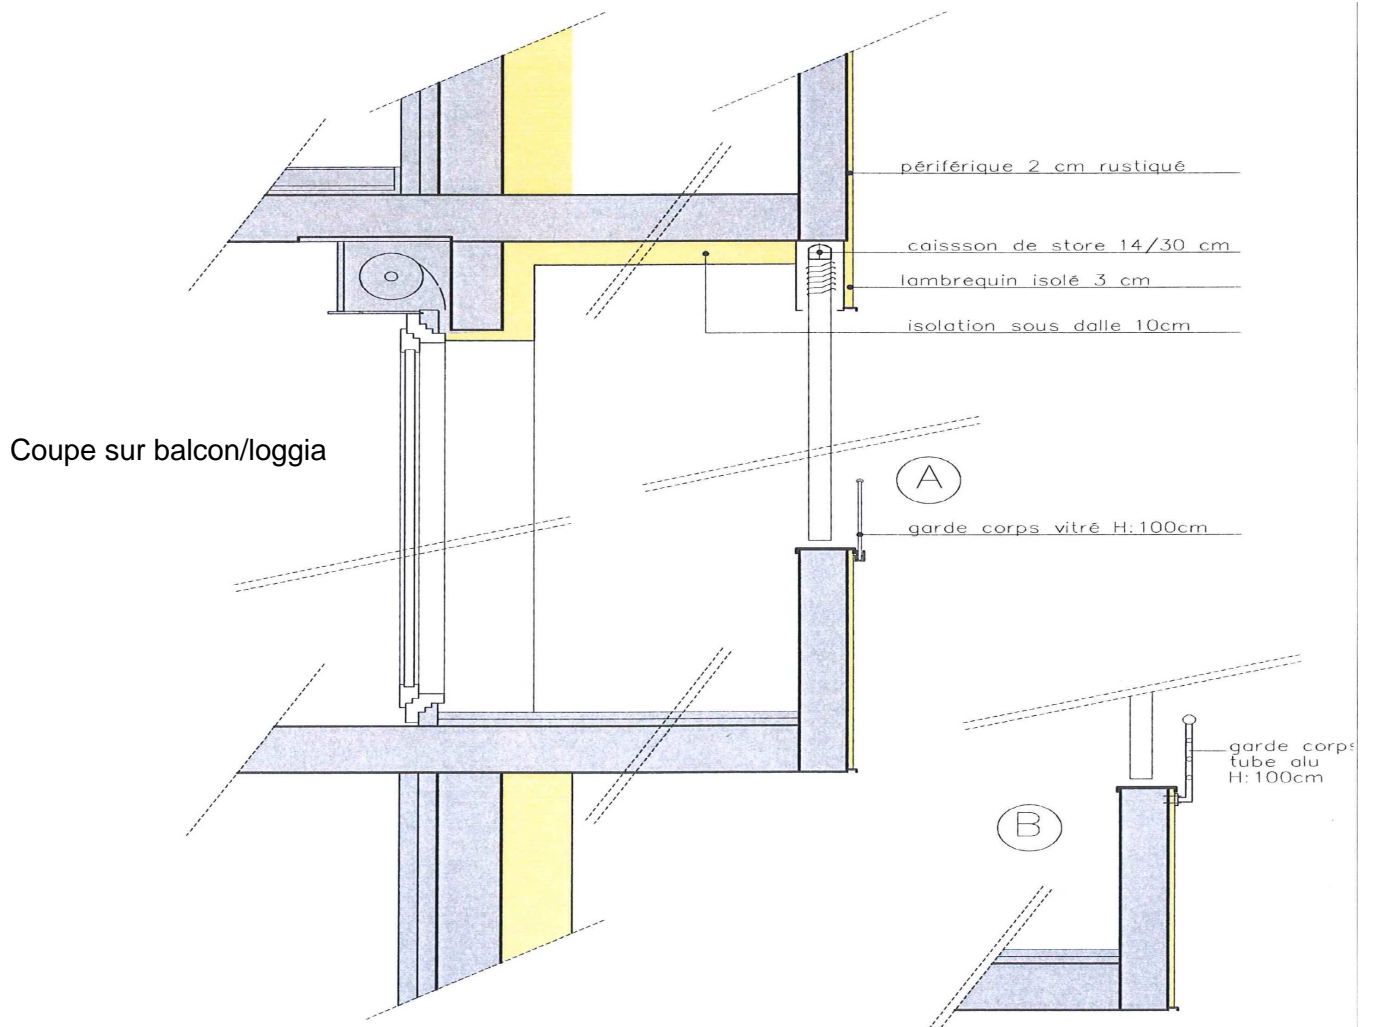 périférique 2 cm rustiqué
caissson de store 14/30 cm
lambrequin isolé 3 cm
isolation sous dalle 10cm
Coupe sur balcon/loggia
A
garde corps vitré H:100cm
garde corps
tube alu
H:100cm
B